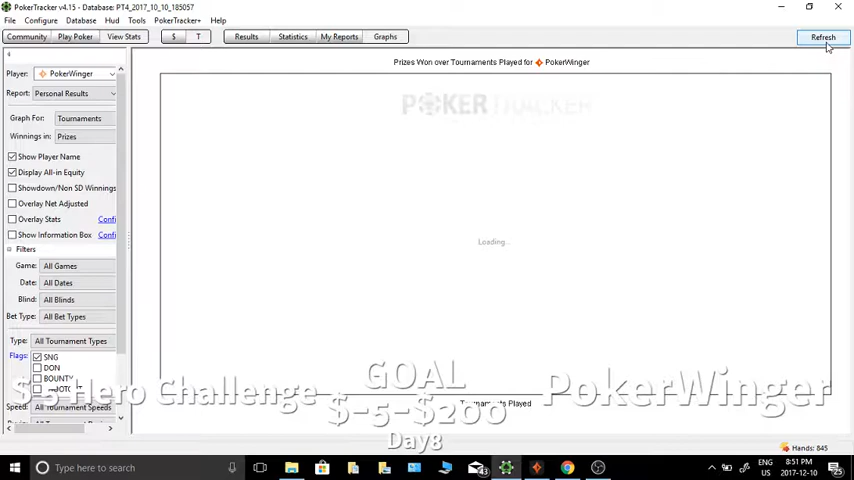 PokerTracker v4.15 - Database: PT4_2017_10_10_185057
File Configure Database Hud Tools PokerTracker+ Help
Community Play Poker View Stats $ T Results Statistics My Reports Graphs Refresh
Player: PokerWinger
Report: Personal Results
Graph For: Tournaments
Winnings in: Prizes
Show Player Name
Display All-in Equity
Showdown/Non SD Winnings
Overlay Net Adjusted
Overlay Stats Confi
Show Information Box Confi
Filters
Game: All Games
Date: All Dates
Blind: All Blinds
Bet Type: All Bet Types
Type: All Tournament Types
Flags: SNG
DON
BOUNTY
Speed: All Tournament Speeds
Prizes Won over Tournaments Played for PokerWinger
POKERTRACKER
Loading...
Tournaments Played
$ 5 Hero Challenge
GOAL
$-5-$200
Day8
PokerWinger
Hands: 845
Type here to search
43
ENG
US
8:51 PM
2017-12-10
25